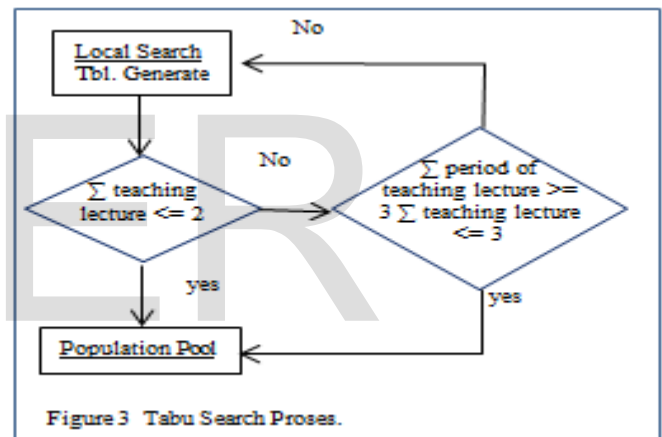 No
Local Search
Tbl. Generate
No
∑ teaching
lecture <= 2
∑ period of
teaching lecture >=
3 ∑ teaching lecture
<= 3
yes
yes
Population Pool
Figure 3 Tabu Search Proses.
ER